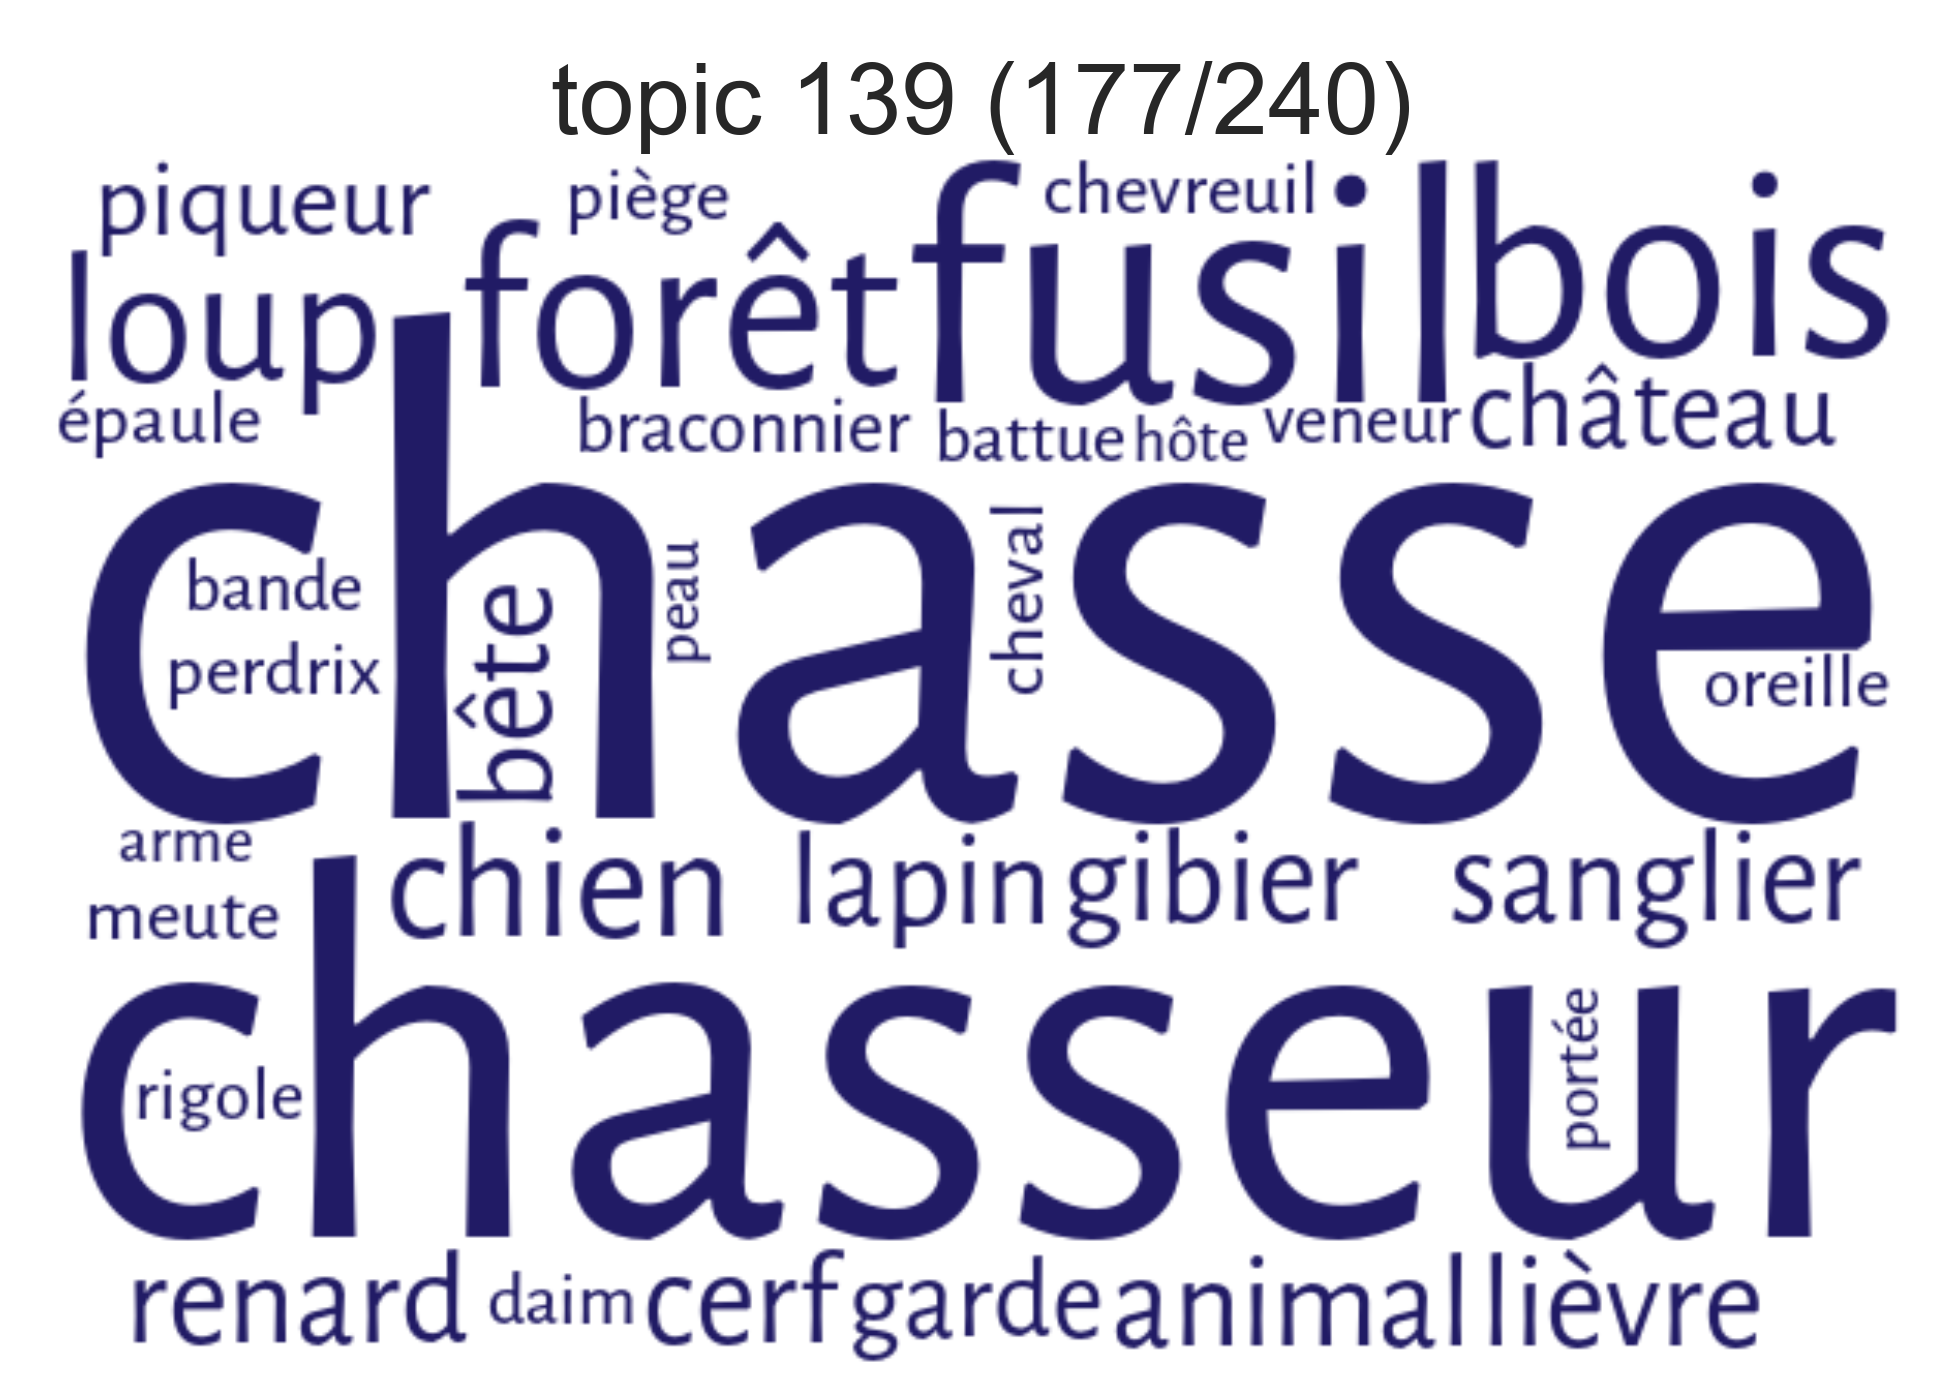 topic 139 (177/240)
piqueur piège chevreuil
loup forêt fusil bois
épaule braconnier battue hôte veneur château
chasse
bande peau cheval
perdrix bête oreille
arme chien lapin gibier sanglier
meute
chasseur
rigole portée
renard daim cerf garde animal lièvre